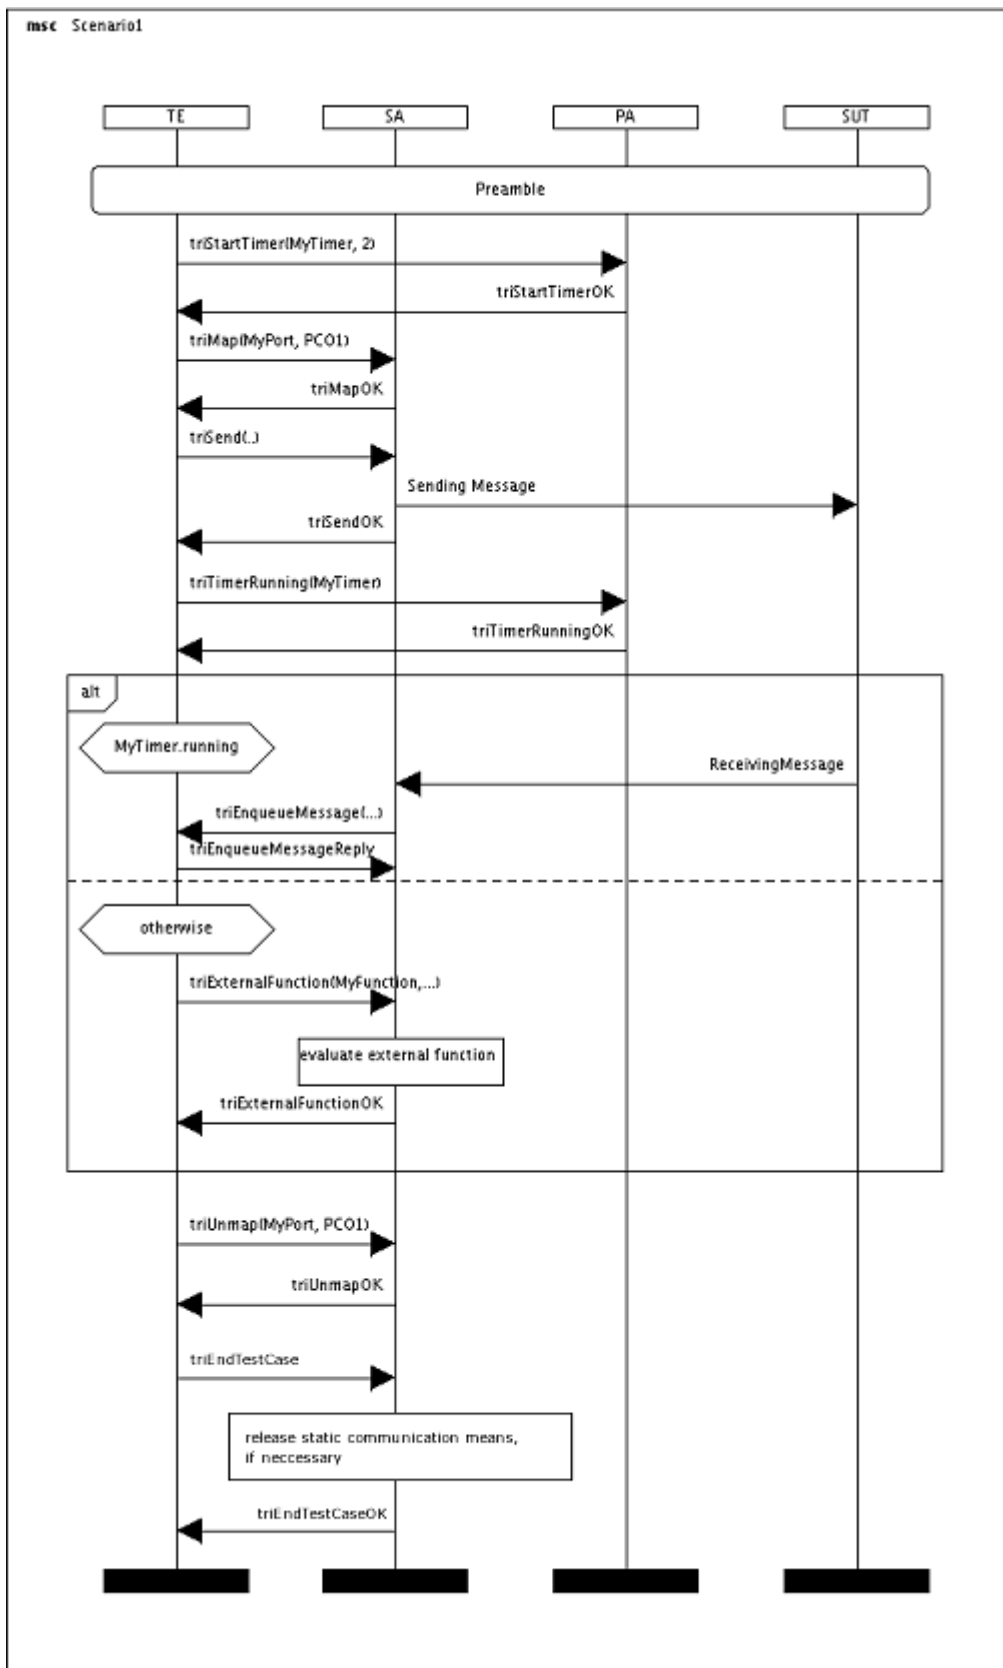 msc Scenario1
TE SA PA SUT
Preamble
triStartTimer(MyTimer, 2)
triStartTimerOK
triMap(MyPort, PCO1)
triMapOK
triSend(..)
Sending Message
triSendOK
triTimerRunning(MyTimer)
triTimerRunningOK
alt
MyTimer.running
ReceivingMessage
triEnqueueMessage(...)
triEnqueueMessageReply
otherwise
triExternalFunction(MyFunction,...)
evaluate external function
triExternalFunctionOK
triUnmap(MyPort, PCO1)
triUnmapOK
triEndTestCase
release static communication means,
if neccessary
triEndTestCaseOK